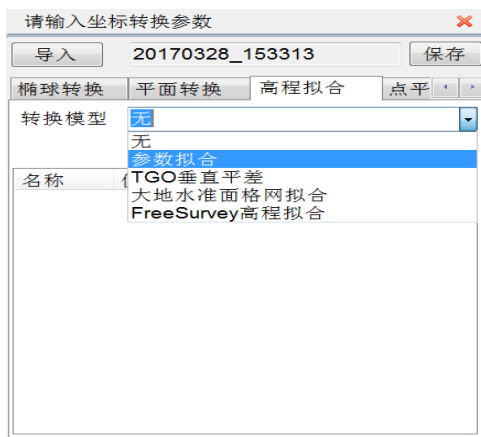 请输入坐标转换参数
导入 20170328_153313 保存
椭球转换 平面转换 高程拟合 点平
转换模型 无
无
参数拟合
名称 TGO垂直平差
大地水准面格网拟合
FreeSurvey高程拟合